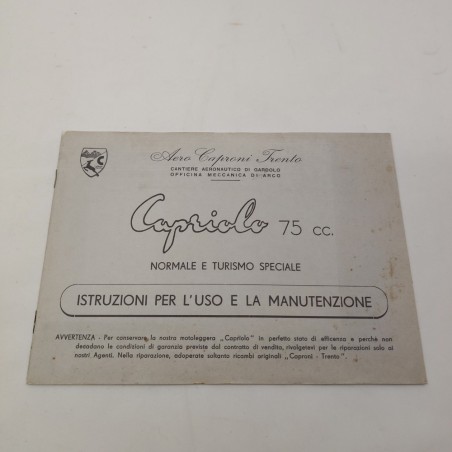 Aero Caproni Trento
CANTIERE AERONAUTICO DI GARDOLO
OFFICINA MECCANICA DI ARCO
Capriolo 75 cc.
NORMALE E TURISMO SPECIALE
ISTRUZIONI PER L'USO E LA MANUTENZIONE
AVVERTENZA - Per conservare la nostra motoleggera „Capriolo" in perfetto stato di efficenza e perchè non
decadano le condizioni di garanzia previste dal contratto di vendita, rivolgetevi per le riparazioni solo ai
nostri Agenti. Nella riparazione, adoperate soltanto ricambi originali „Caproni - Trento".